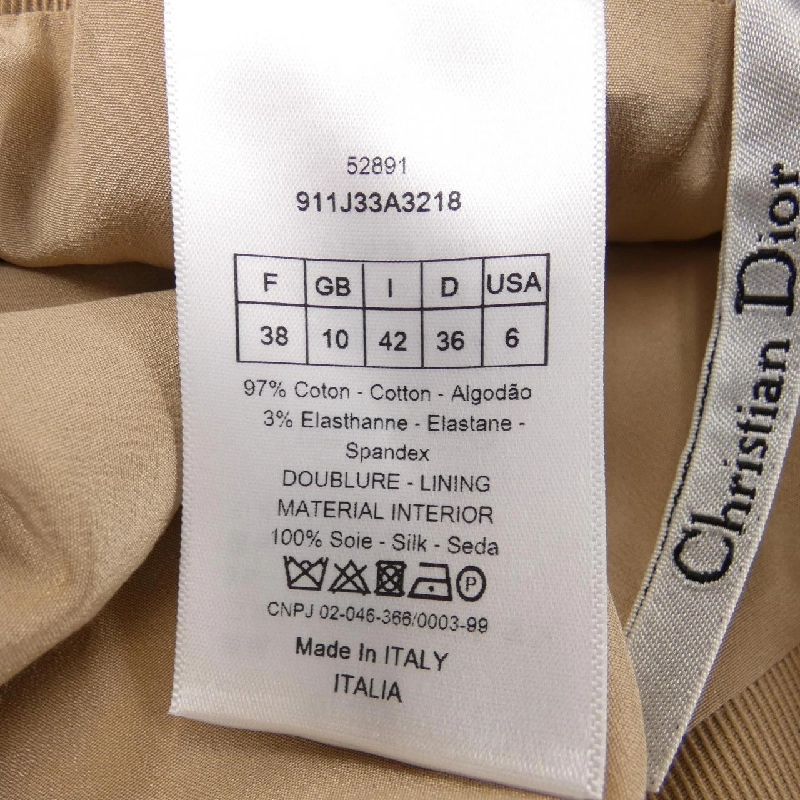 52891
911J33A3218
F GB I D USA
38 10 42 36 6
97% Coton - Cotton - Algodão
3% Elasthanne - Elastane -
Spandex
DOUBLURE - LINING
MATERIAL INTERIOR
100% Soie - Silk - Seda
P
CNPJ 02-046-366/0003-99
Made In ITALY
ITALIA
Christian Dior